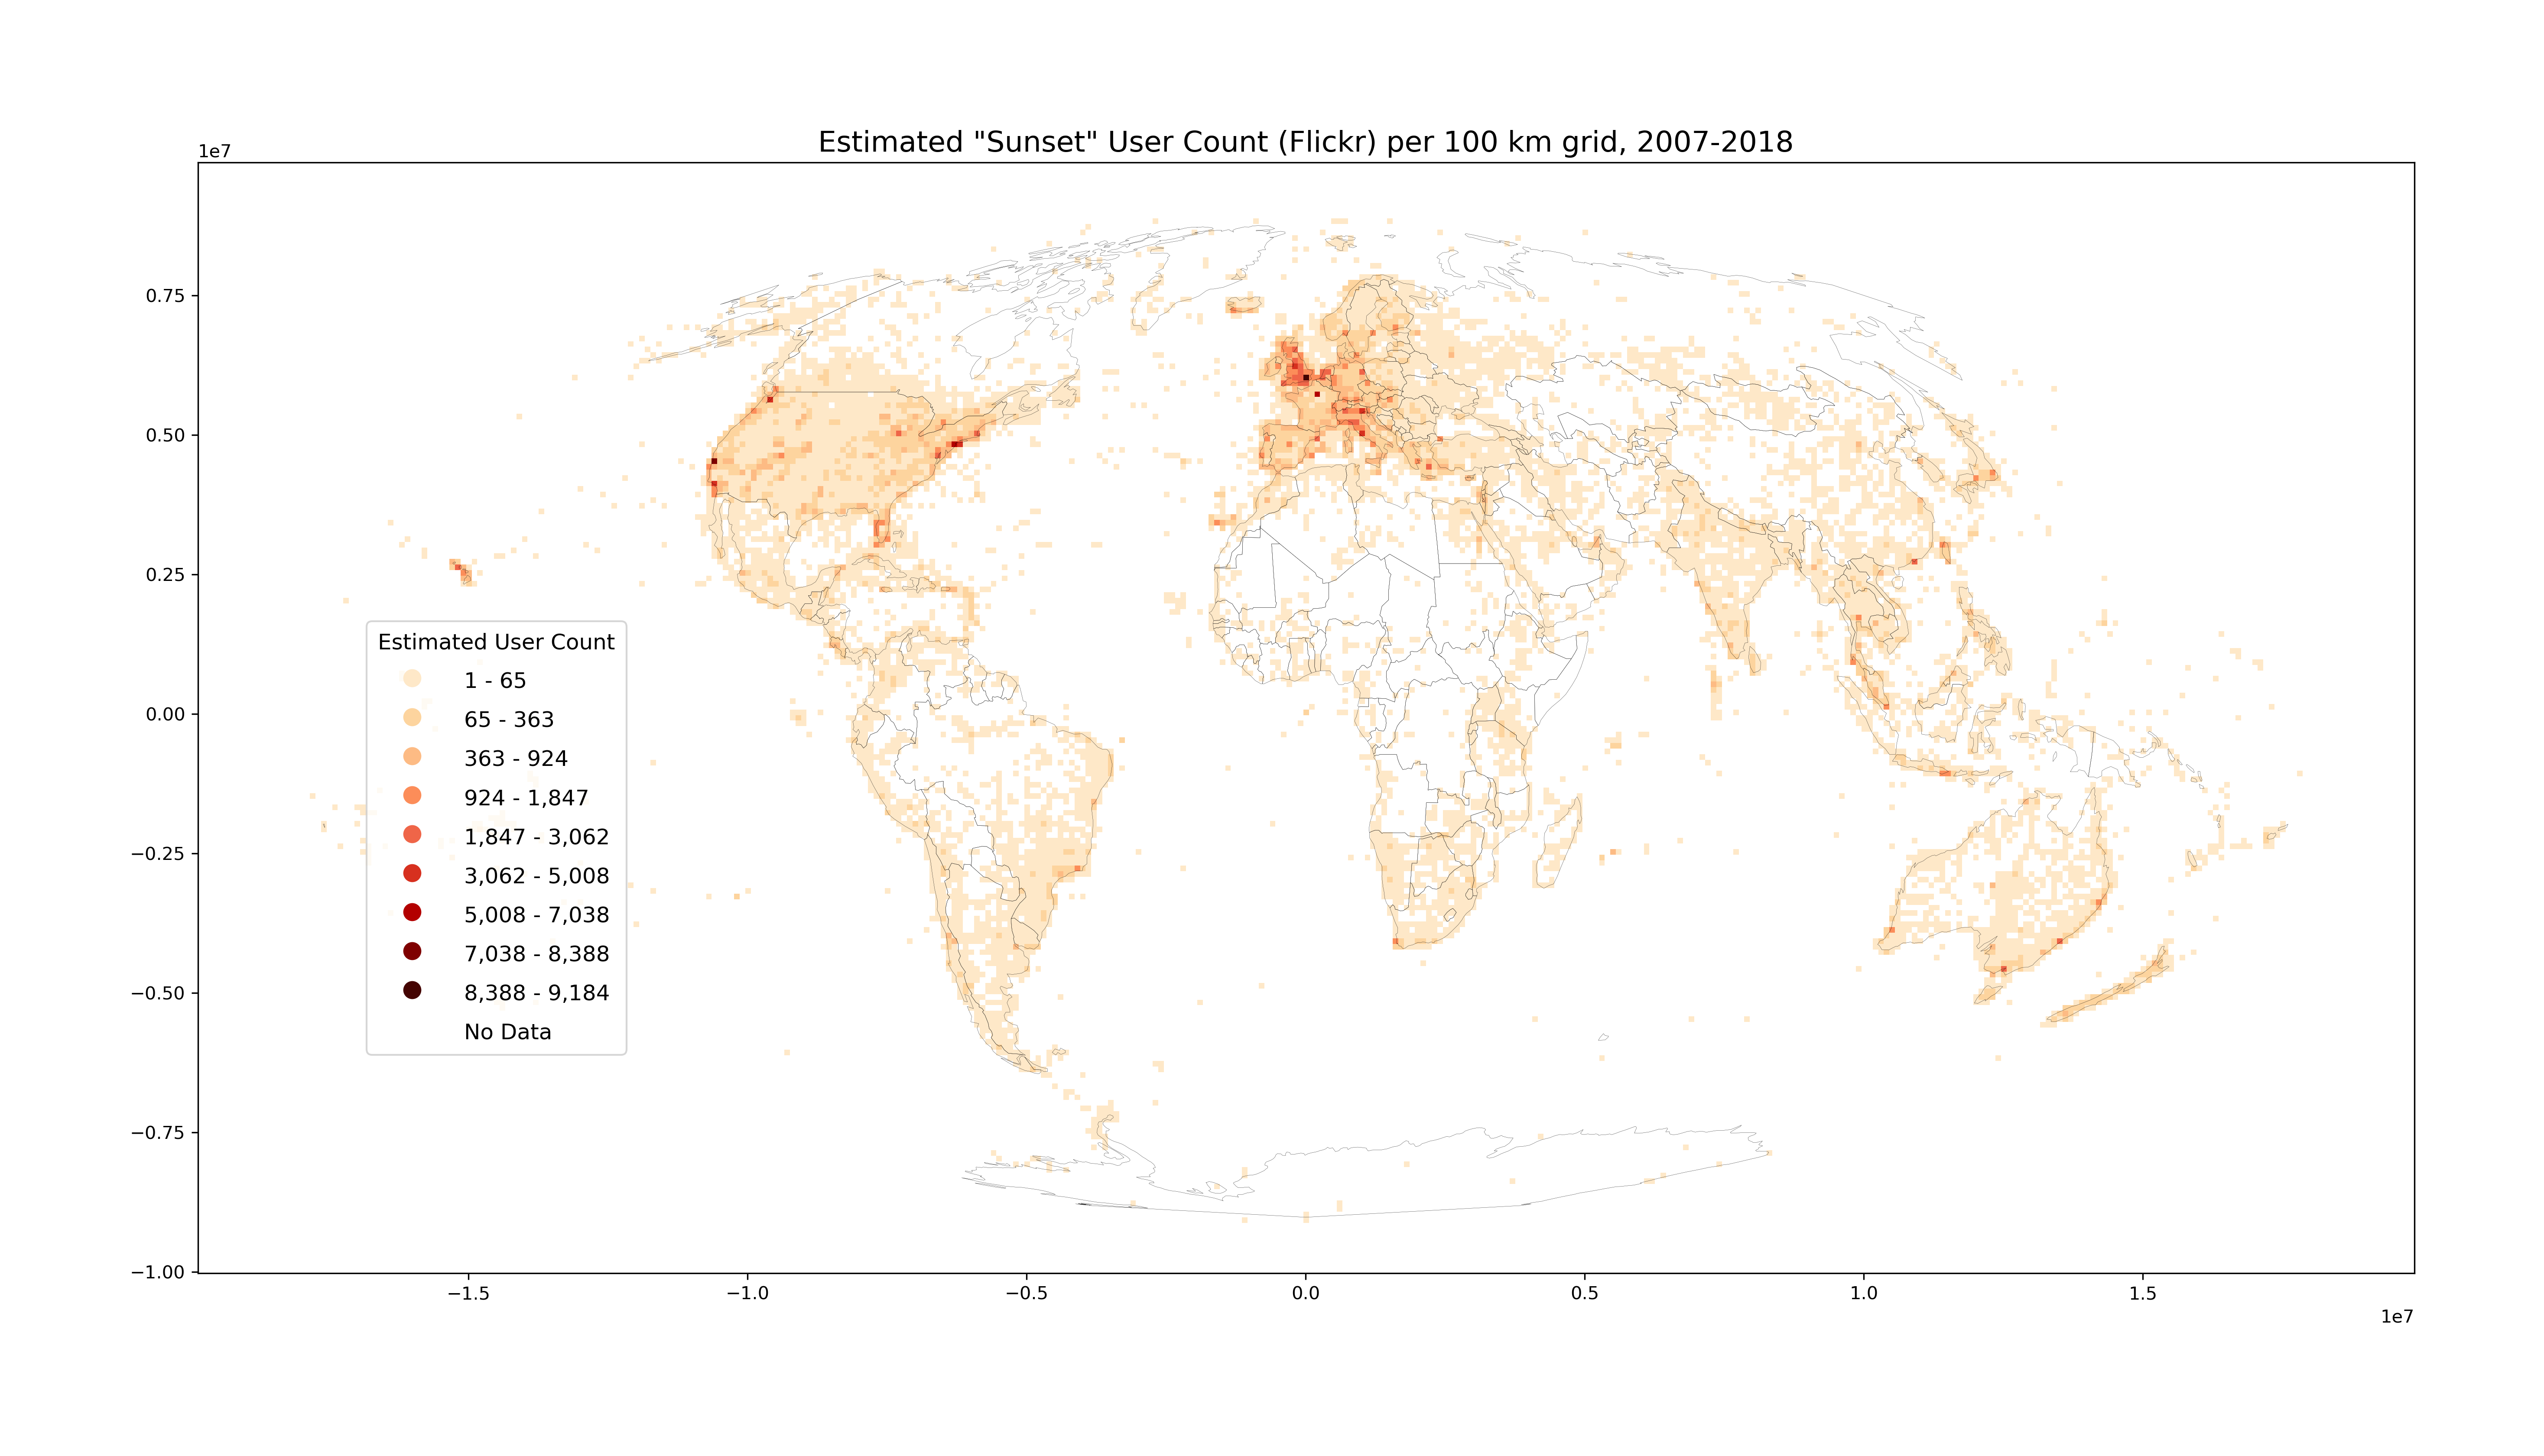 Estimated "Sunset" User Count (Flickr) per 100 km grid, 2007-2018
1e7
0.75
0.50
0.25
0.00
−0.25
−0.50
−0.75
−1.00
Estimated User Count
1 - 65
65 - 363
363 - 924
924 - 1,847
1,847 - 3,062
3,062 - 5,008
5,008 - 7,038
7,038 - 8,388
8,388 - 9,184
No Data
−1.5 −1.0 −0.5 0.0 0.5 1.0 1.5
1e7